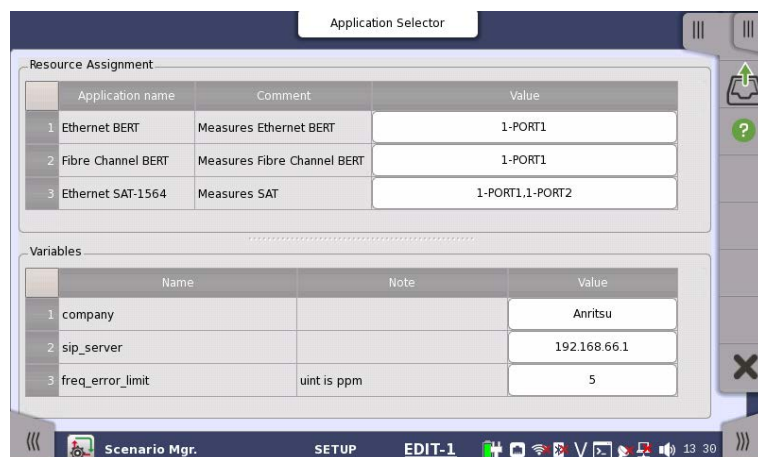 Application Selector
Resource Assignment
Application name Comment Value
1 Ethernet BERT Measures Ethernet BERT 1-PORT1
2 Fibre Channel BERT Measures Fibre Channel BERT 1-PORT1
3 Ethernet SAT-1564 Measures SAT 1-PORT1,1-PORT2
Variables
Name Note Value
1 company Anritsu
2 sip_server 192.168.66.1
3 freq_error_limit uint is ppm 5
Scenario Mgr. SETUP EDIT-1 13 30